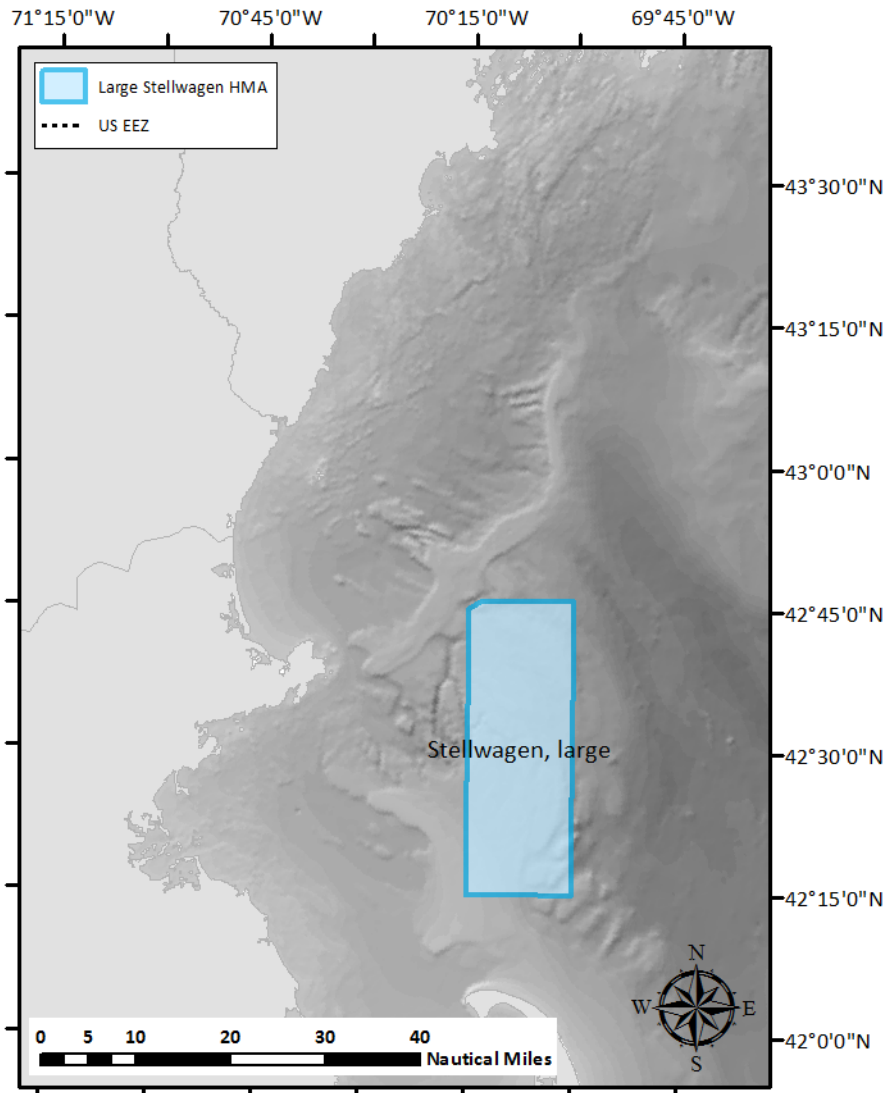 71°15'0"W 70°45'0"W 70°15'0"W 69°45'0"W
Large Stellwagen HMA
US EEZ
43°30'0"N
43°15'0"N
43°0'0"N
42°45'0"N
Stellwagen, large
42°30'0"N
42°15'0"N
N
W E
S
42°0'0"N
0 5 10 20 30 40
Nautical Miles